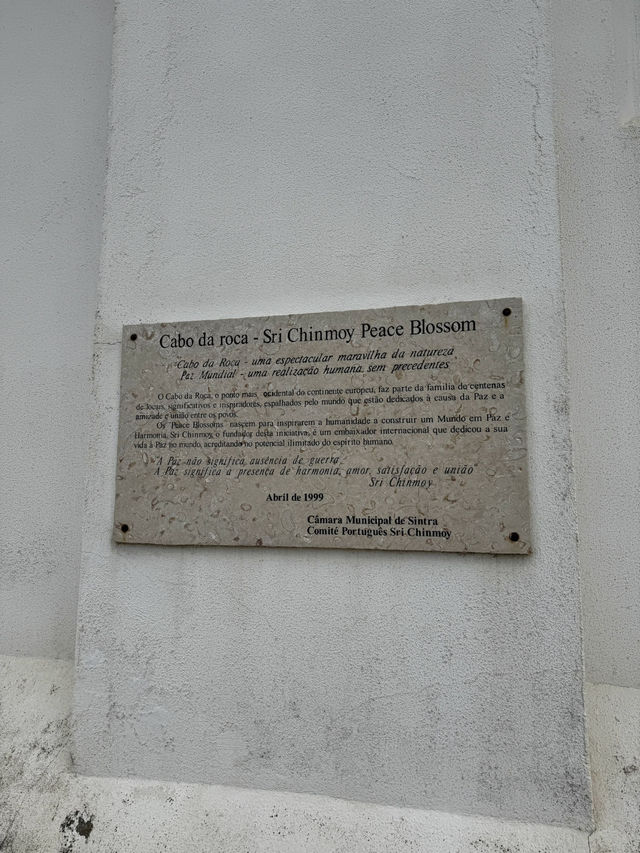 Cabo da roca - Sri Chinmoy Peace Blossom
"Cabo da Roca - uma espectacular maravilha da natureza
Paz Mundial - uma realização humana, sem precedentes"
O Cabo da Roca, o ponto mais ocidental do continente europeu, faz parte da familia de centenas
de locais, significativos e inspiradores, espalhados pelo mundo que estão dedicados à causa da Paz e a
amizade e união entre os povos.
Os 'Peace Blossoms' nasçem para inspirarem a humanidade a construir um Mundo em Paz e
Harmonia. Sri Chinmoy, o fundador desta iniciativa, é um embaixador internacional que dedicou a sua
vida à Paz no mundo, acreditando no potencial ilimitado do espírito humano.
"A Paz não significa, ausência de guerra,
A Paz significa a presença de harmonia, amor, satisfação e união"
Sri Chinmoy
Abril de 1999
Câmara Municipal de Sintra
Comité Português Sri Chinmoy